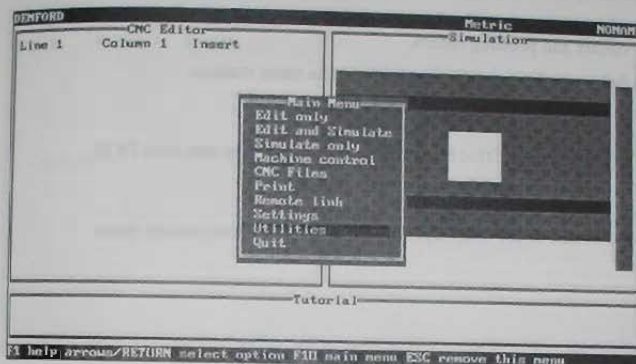 DENFORD Metric NONAM
CNC Editor Simulation
Line 1 Column 1 Insert
Main Menu
Edit only
Edit and Simulate
Simulate only
Machine control
CNC Files
Print
Remote link
Settings
Utilities
Quit
Tutorial
F1 help arrows/RETURN select option F10 main menu ESC remove this menu